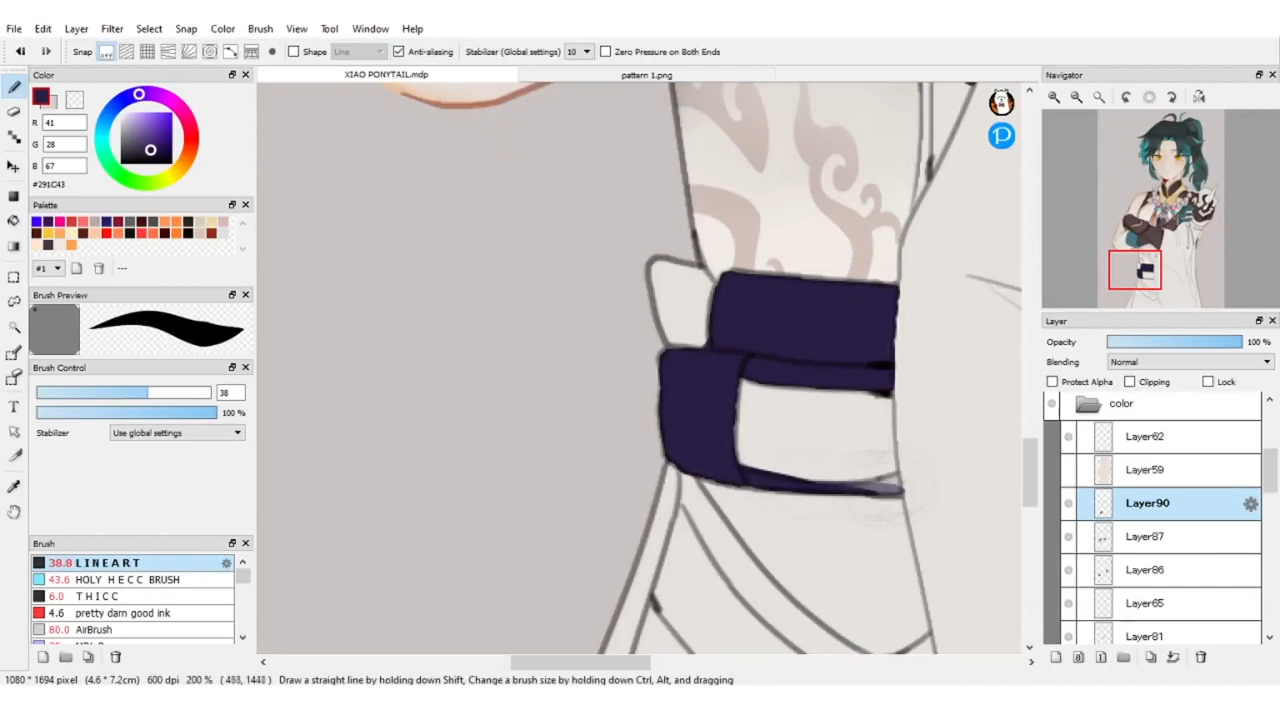 File Edit Layer Filter Select Snap Color Brush View Tool Window Help
Snap off Shape Line Anti-aliasing Stabilizer (Global settings) 10 Zero Pressure on Both Ends
Color
R 41
G 28
B 67
#291C43
Palette
#1 ---
Brush Preview
Brush Control
38
100 %
Stabilizer Use global settings
Brush
38.8 L I N E A R T
43.6 HOLY H E C C BRUSH
6.0 T H I C C
4.6 pretty darn good ink
80.0 AirBrush
XIAO PONYTAIL.mdp pattern 1.png
P
Navigator
Layer
Opacity 100 %
Blending Normal
Protect Alpha Clipping Lock
color
Layer62
Layer59
Layer90
Layer87
Layer86
Layer65
Layer81
1080 * 1694 pixel (4.6 * 7.2cm) 600 dpi 200 % ( 488, 1448 ) Draw a straight line by holding down Shift, Change a brush size by holding down Ctrl, Alt, and dragging